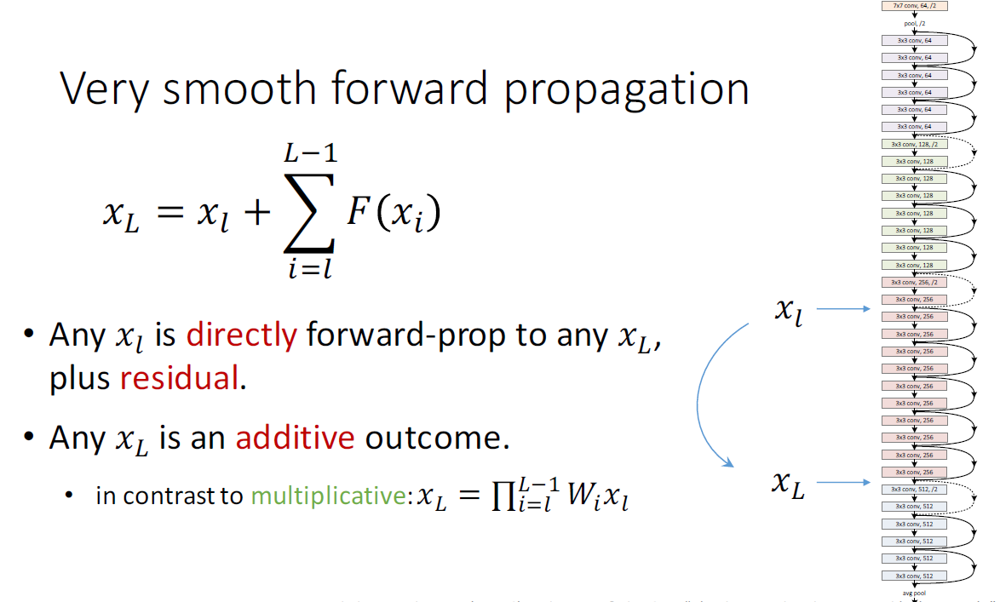 Very smooth forward propagation
x_L = x_l + \sum_{i=l}^{L-1} F(x_i)
• Any x_l is directly forward-prop to any x_L,
plus residual.
• Any x_L is an additive outcome.
• in contrast to multiplicative: x_L = \prod_{i=l}^{L-1} W_i x_l
x_l
x_L
7x7 conv, 64, /2
pool, /2
3x3 conv, 64
3x3 conv, 64
3x3 conv, 64
3x3 conv, 64
3x3 conv, 64
3x3 conv, 64
3x3 conv, 128, /2
3x3 conv, 128
3x3 conv, 128
3x3 conv, 128
3x3 conv, 128
3x3 conv, 128
3x3 conv, 128
3x3 conv, 128
3x3 conv, 256, /2
3x3 conv, 256
3x3 conv, 256
3x3 conv, 256
3x3 conv, 256
3x3 conv, 256
3x3 conv, 256
3x3 conv, 256
3x3 conv, 256
3x3 conv, 256
3x3 conv, 256
3x3 conv, 256
3x3 conv, 512, /2
3x3 conv, 512
3x3 conv, 512
3x3 conv, 512
3x3 conv, 512
3x3 conv, 512
avg pool